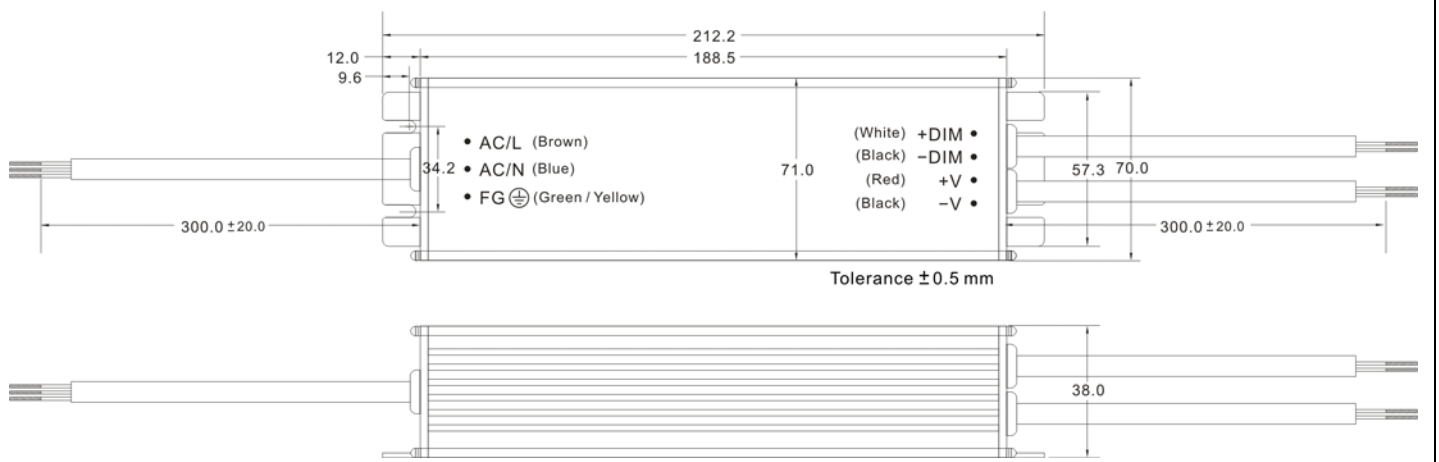 212.2
12.0
188.5
9.6
AC/L (Brown)
(White) +DIM
(Black) −DIM
34.2
AC/N (Blue)
71.0
57.3
70.0
(Red) +V
FG (Green / Yellow)
(Black) −V
300.0 ±20.0
300.0 ±20.0
Tolerance ±0.5 mm
38.0